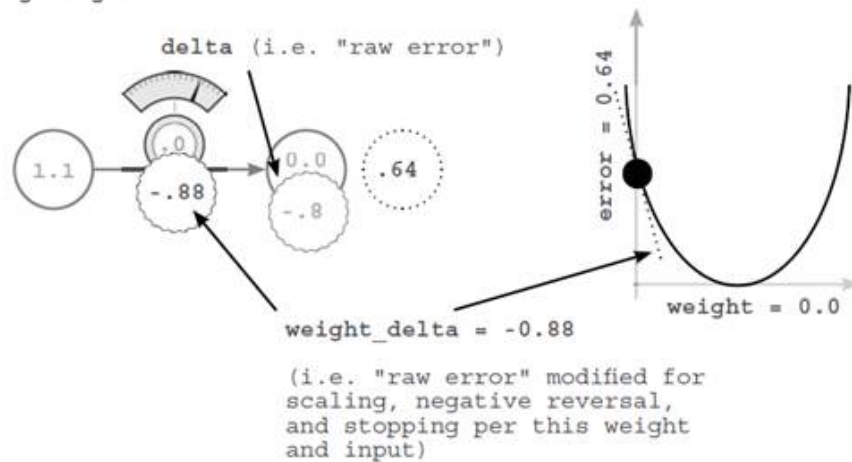 delta (i.e. "raw error")
1.1
.0
-.88
0.0
-.8
.64
error = 0.64
weight = 0.0
weight_delta = -0.88
(i.e. "raw error" modified for
scaling, negative reversal,
and stopping per this weight
and input)